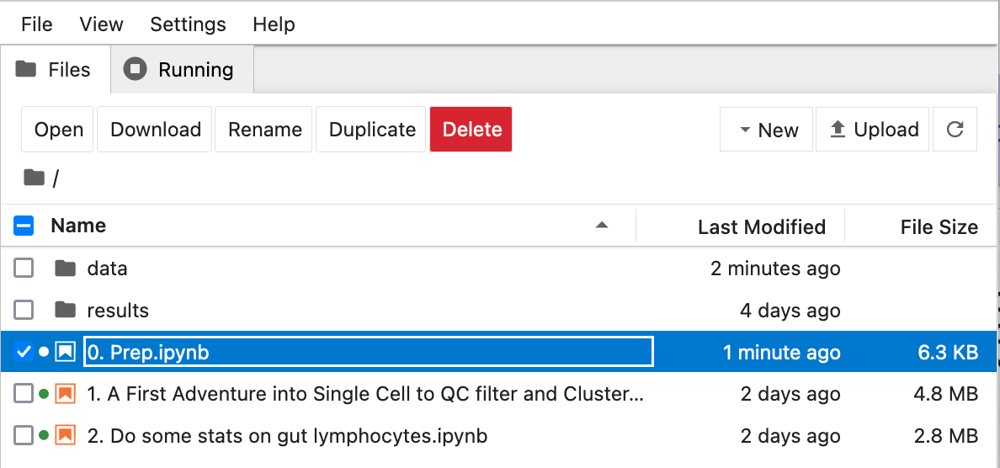 File View Settings Help
Files Running
Open Download Rename Duplicate Delete New Upload
/
Name Last Modified File Size
data 2 minutes ago
results 4 days ago
0. Prep.ipynb 1 minute ago 6.3 KB
1. A First Adventure into Single Cell to QC filter and Cluster... 2 days ago 4.8 MB
2. Do some stats on gut lymphocytes.ipynb 2 days ago 2.8 MB